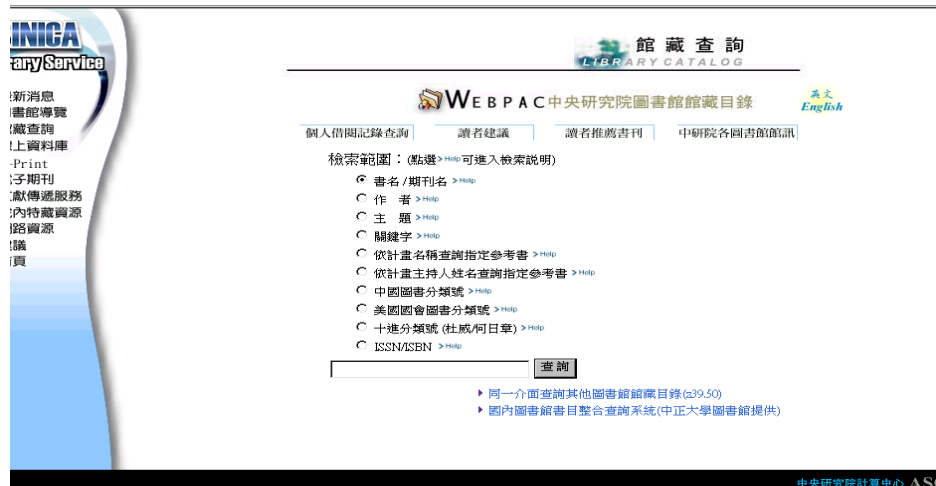 INICA
rary Service
新消息
書館導覽
藏查詢
上資料庫
-Print
子期刊
獻傳遞服務
內特藏資源
路資源
議
頁
館 藏 查 詢
LIBRARY CATALOG
WEBPAC中央研究院圖書館館藏目錄
英文
English
個人借閱記錄查詢 讀者建議 讀者推薦書刊 中研院各圖書館館訊
檢索範圍：(點選>Help可進入檢索說明)
書名/期刊名 >Help
作 者 >Help
主 題 >Help
關鍵字 >Help
依計畫名稱查詢指定參考書 >Help
依計畫主持人姓名查詢指定參考書 >Help
中國圖書分類號 >Help
美國國會圖書分類號 >Help
十進分類號 (杜威/何日章) >Help
ISSN/ISBN >Help
查詢
同一介面查詢其他圖書館館藏目錄(z39.50)
國內圖書館書目整合查詢系統(中正大學圖書館提供)
中央研究院計算中心 ASC